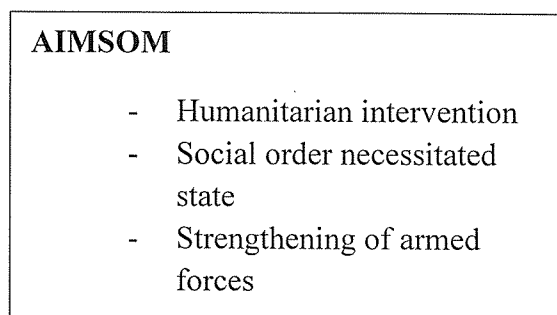 AIMSOM
- Humanitarian intervention
- Social order necessitated
state
- Strengthening of armed
forces